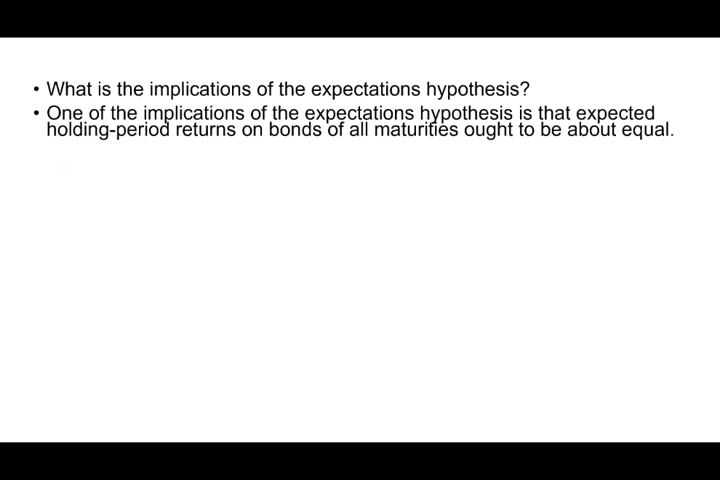 • What is the implications of the expectations hypothesis?
• One of the implications of the expectations hypothesis is that expected
holding-period returns on bonds of all maturities ought to be about equal.